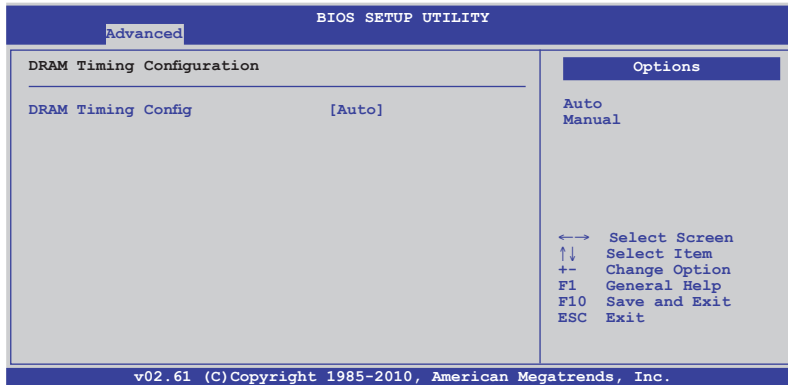 BIOS SETUP UTILITY
Advanced
DRAM Timing Configuration
DRAM Timing Config [Auto]
Options
Auto
Manual
←→ Select Screen
↑↓ Select Item
+- Change Option
F1 General Help
F10 Save and Exit
ESC Exit
v02.61 (C)Copyright 1985-2010, American Megatrends, Inc.